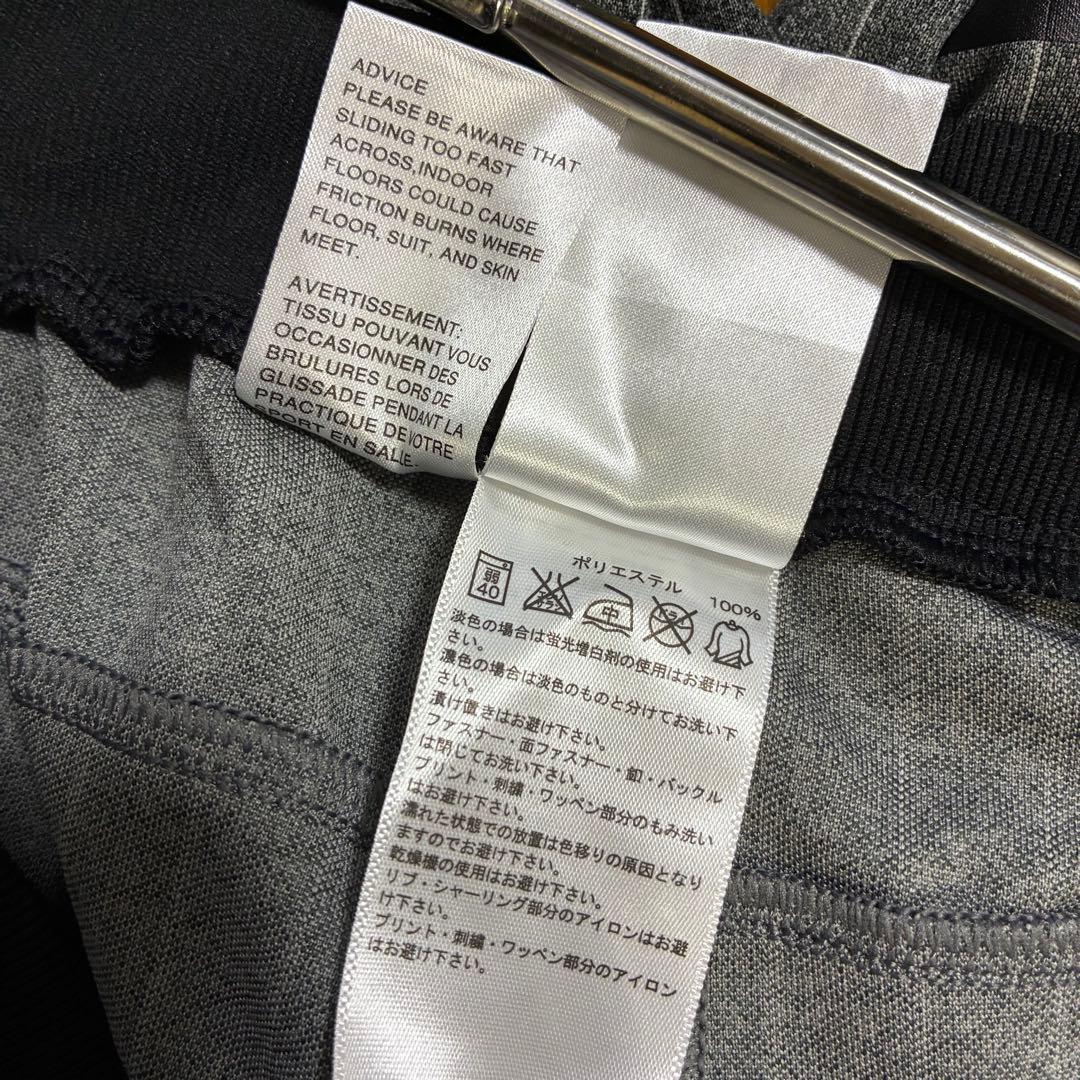 ADVICE
PLEASE BE AWARE THAT
SLIDING TOO FAST
ACROSS,INDOOR
FLOORS COULD CAUSE
FRICTION BURNS WHERE
FLOOR, SUIT, AND SKIN
MEET.
AVERTISSEMENT:
TISSU POUVANT VOUS
OCCASIONNER DES
BRULURES LORS DE
GLISSADE PENDANT LA
PRACTIQUE DE VOTRE
SPORT EN SALLE.
ポリエステル 100%
弱
40
中
淡色の場合は蛍光増白剤の使用はお避け下
さい。
濃色の場合は淡色のものと分けてお洗い下
さい。
漬け置きはお避け下さい。
ファスナー・面ファスナー・釦・バックル
は閉じてお洗い下さい。
プリント・刺繍・ワッペン部分のもみ洗い
はお避け下さい。
濡れた状態での放置は色移りの原因となり
ますのでお避け下さい。
乾燥機の使用はお避け下さい。
リブ・シャーリング部分のアイロンはお避
け下さい。
プリント・刺繍・ワッペン部分のアイロン
はお避け下さい。